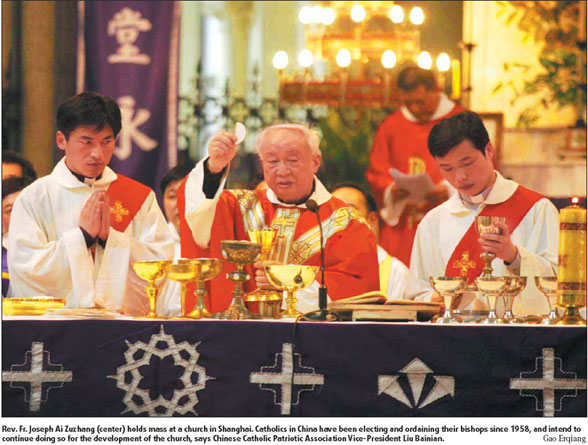 堂
永
Rev. Fr. Joseph Ai Zuzhang (center) holds mass at a church in Shanghai. Catholics in China have been electing and ordaining their bishops since 1958, and intend to
continue doing so for the development of the church, says Chinese Catholic Patriotic Association Vice-President Liu Bainian. Gao Erqiang